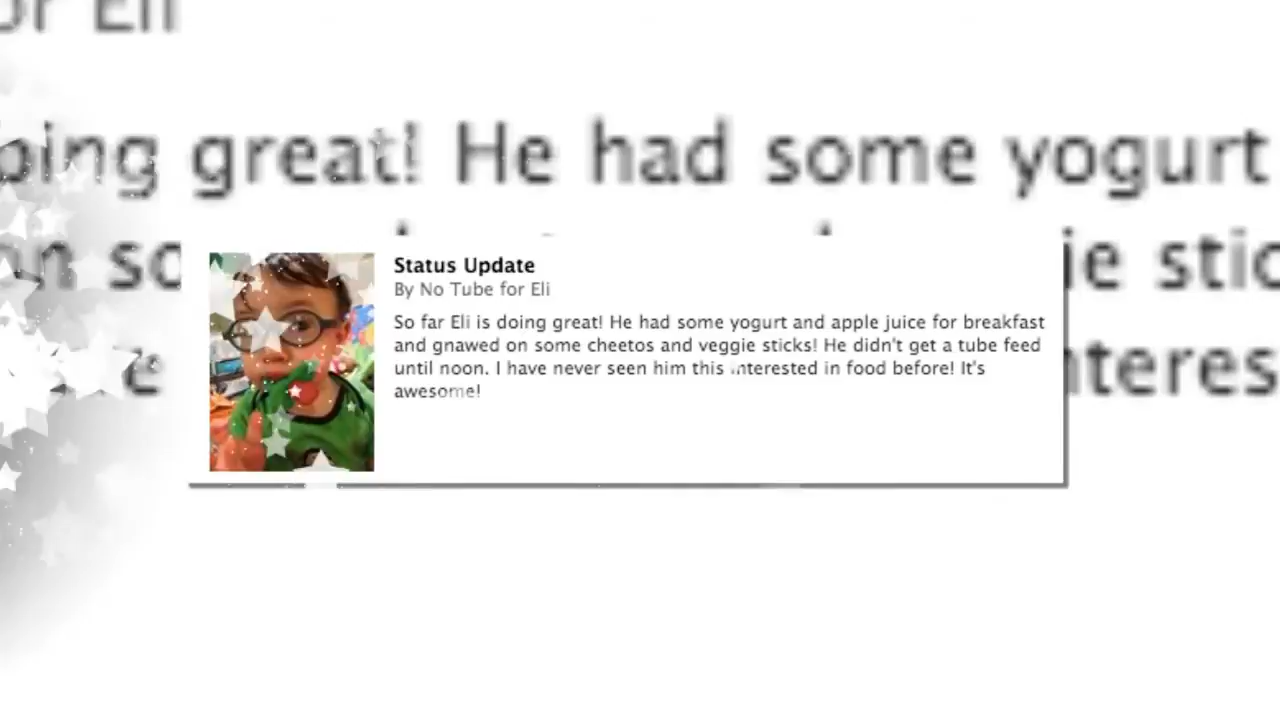 or Eli
oing great! He had some yogurt
Status Update
By No Tube for Eli
So far Eli is doing great! He had some yogurt and apple juice for breakfast
and gnawed on some cheetos and veggie sticks! He didn't get a tube feed
until noon. I have never seen him this interested in food before! It's
awesome!
on so
ie stic
nteres